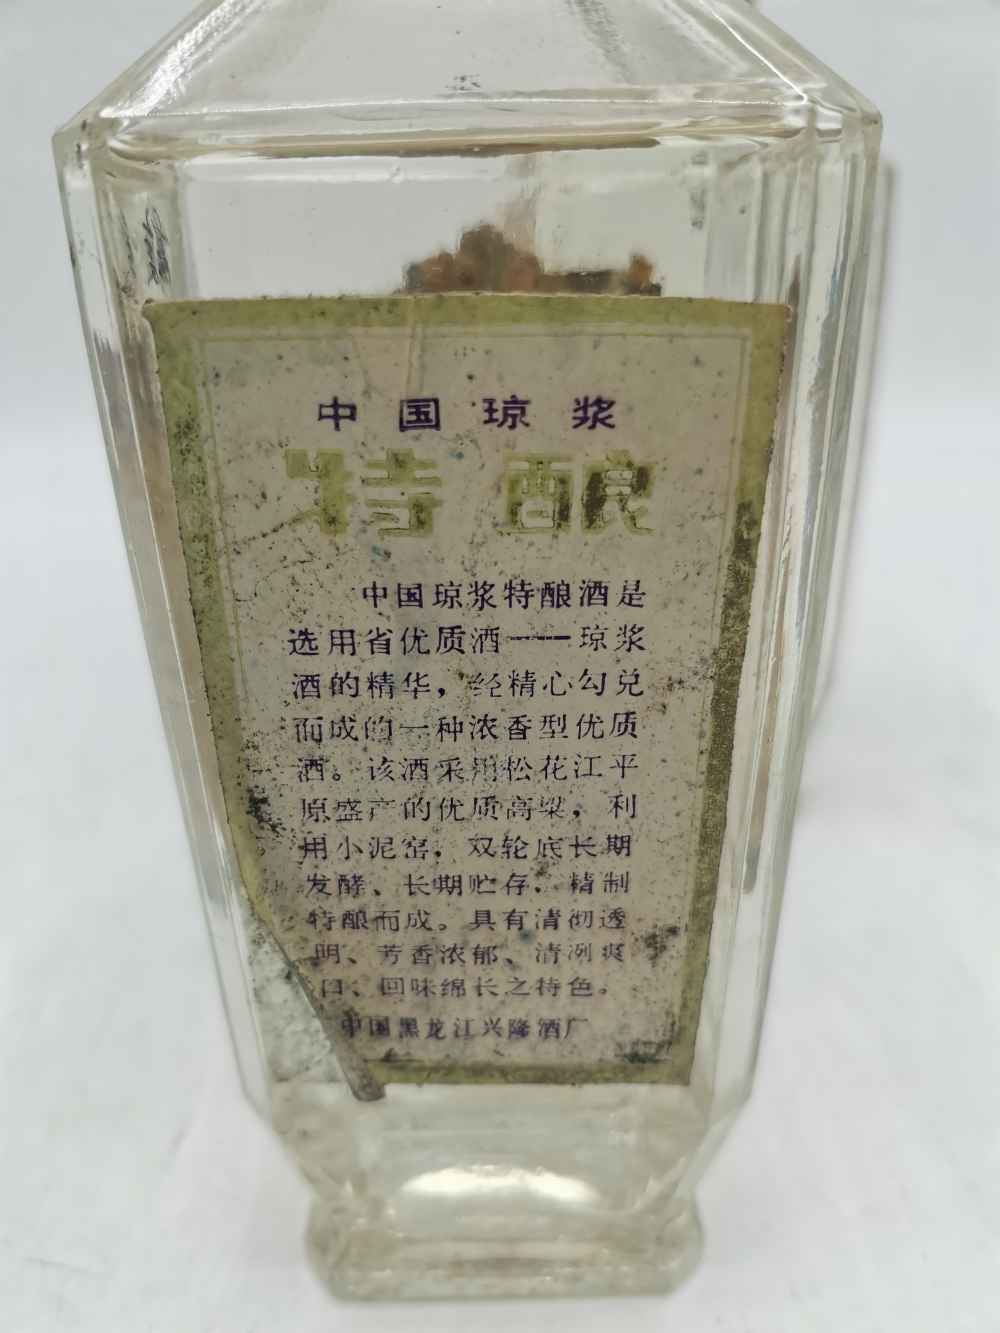 中国琼浆
特酿
中国琼浆特酿酒是
选用省优质酒——琼浆
酒的精华，经精心勾兑
而成的一种浓香型优质
酒。该酒采用松花江平
原盛产的优质高粱，利
用小泥窖，双轮底长期
发酵、长期贮存，精制
特酿而成。具有清彻透
明、芳香浓郁、清冽爽
口、回味绵长之特色。
中国黑龙江兴隆酒厂